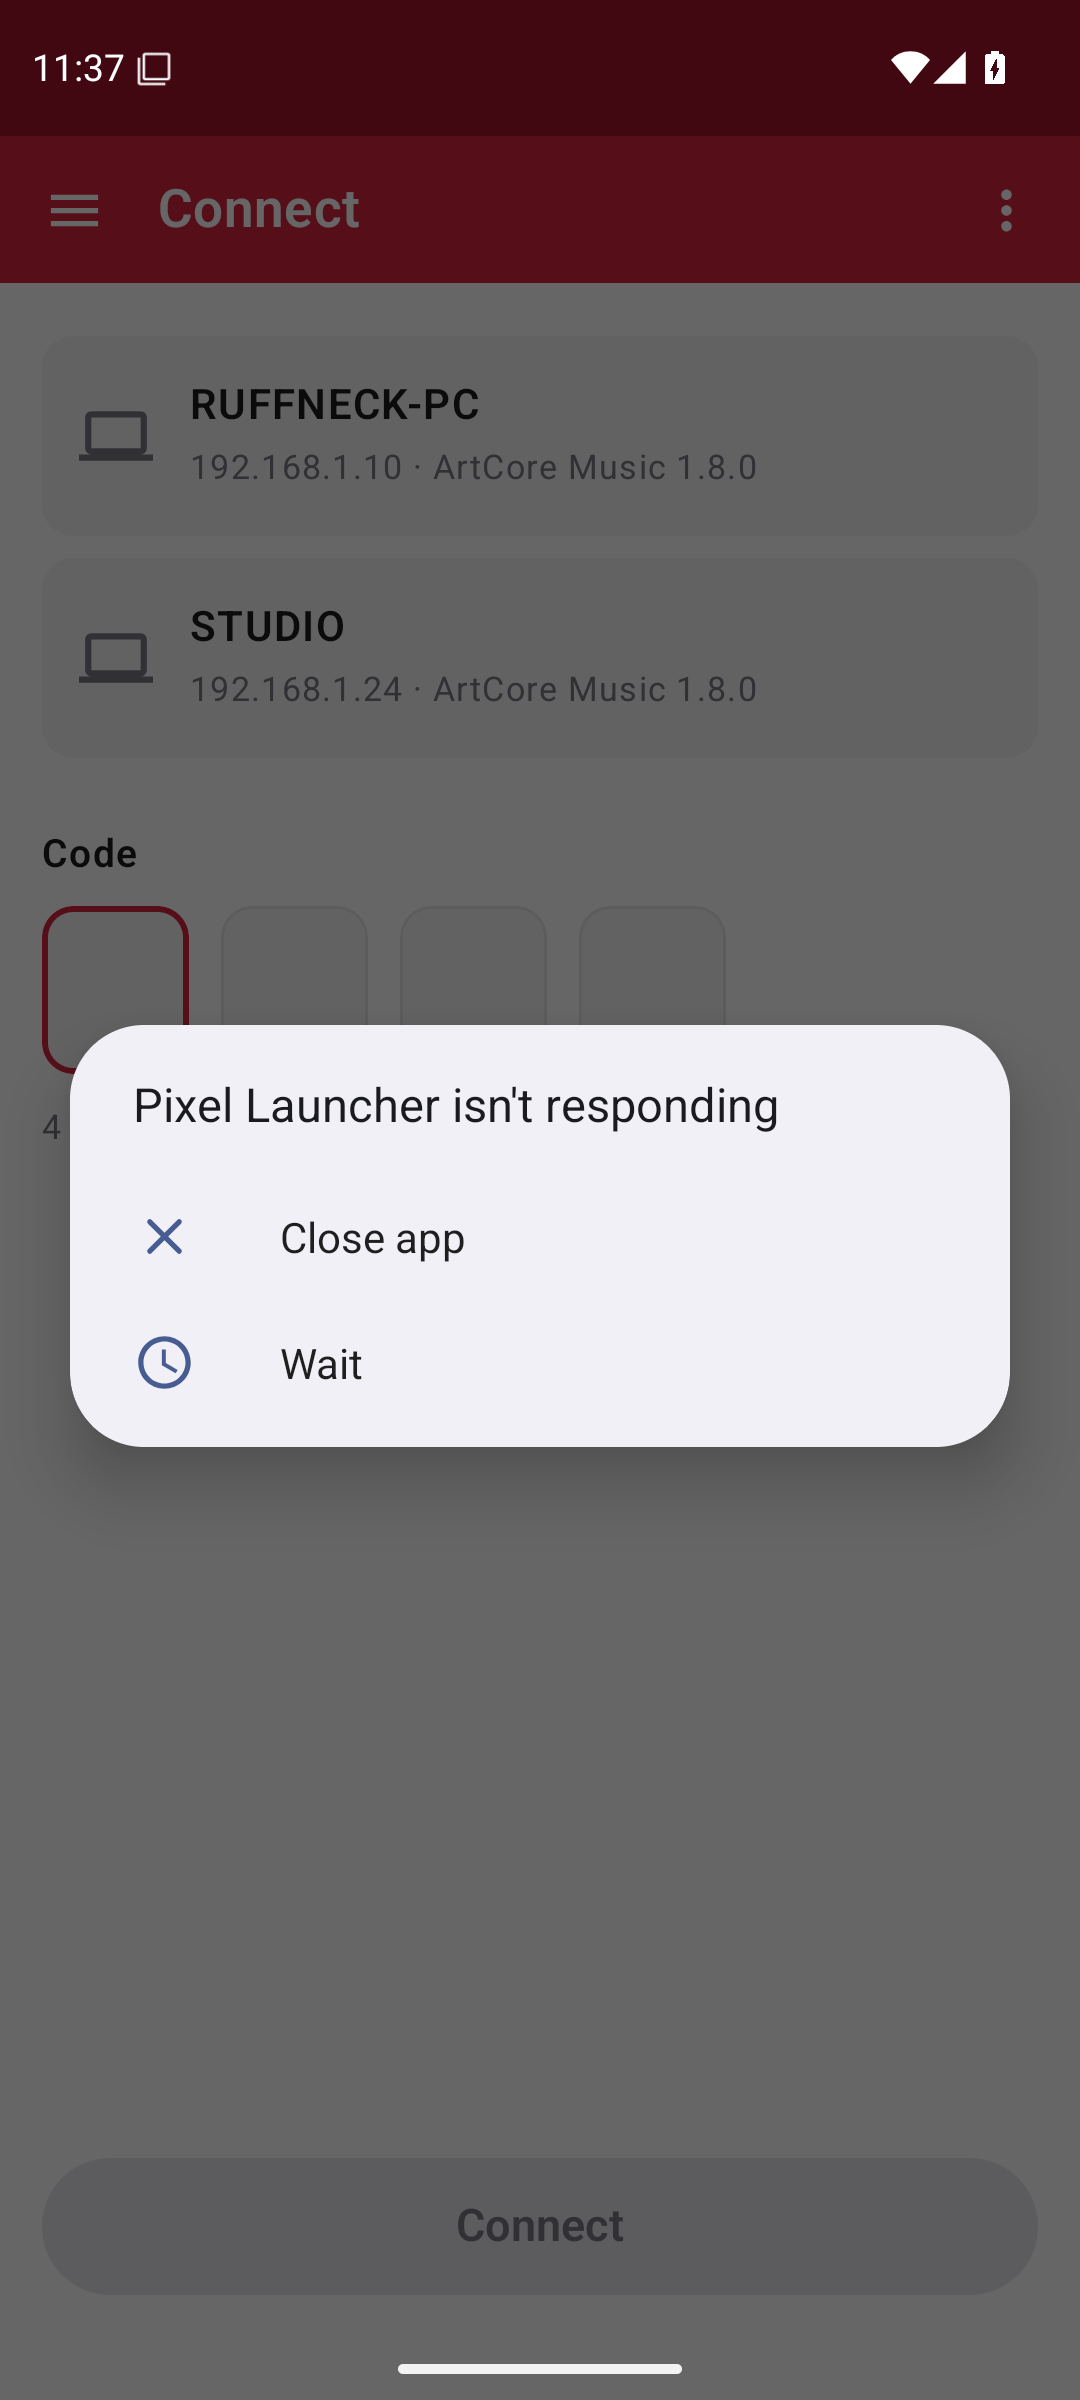 11:37
Connect
RUFFNECK-PC
192.168.1.10 · ArtCore Music 1.8.0
STUDIO
192.168.1.24 · ArtCore Music 1.8.0
Code
4
Pixel Launcher isn't responding
Close app
Wait
Connect